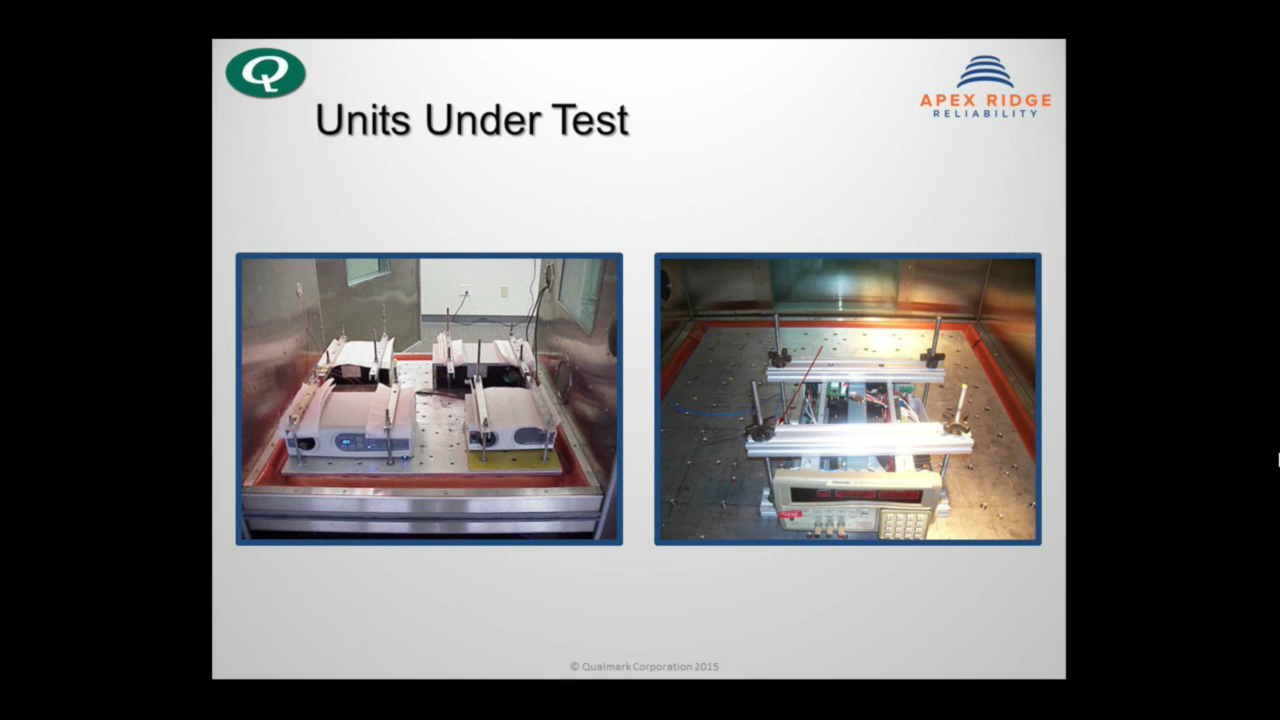 Q
Units Under Test
APEX RIDGE
RELIABILITY
© Qualmark Corporation 2015